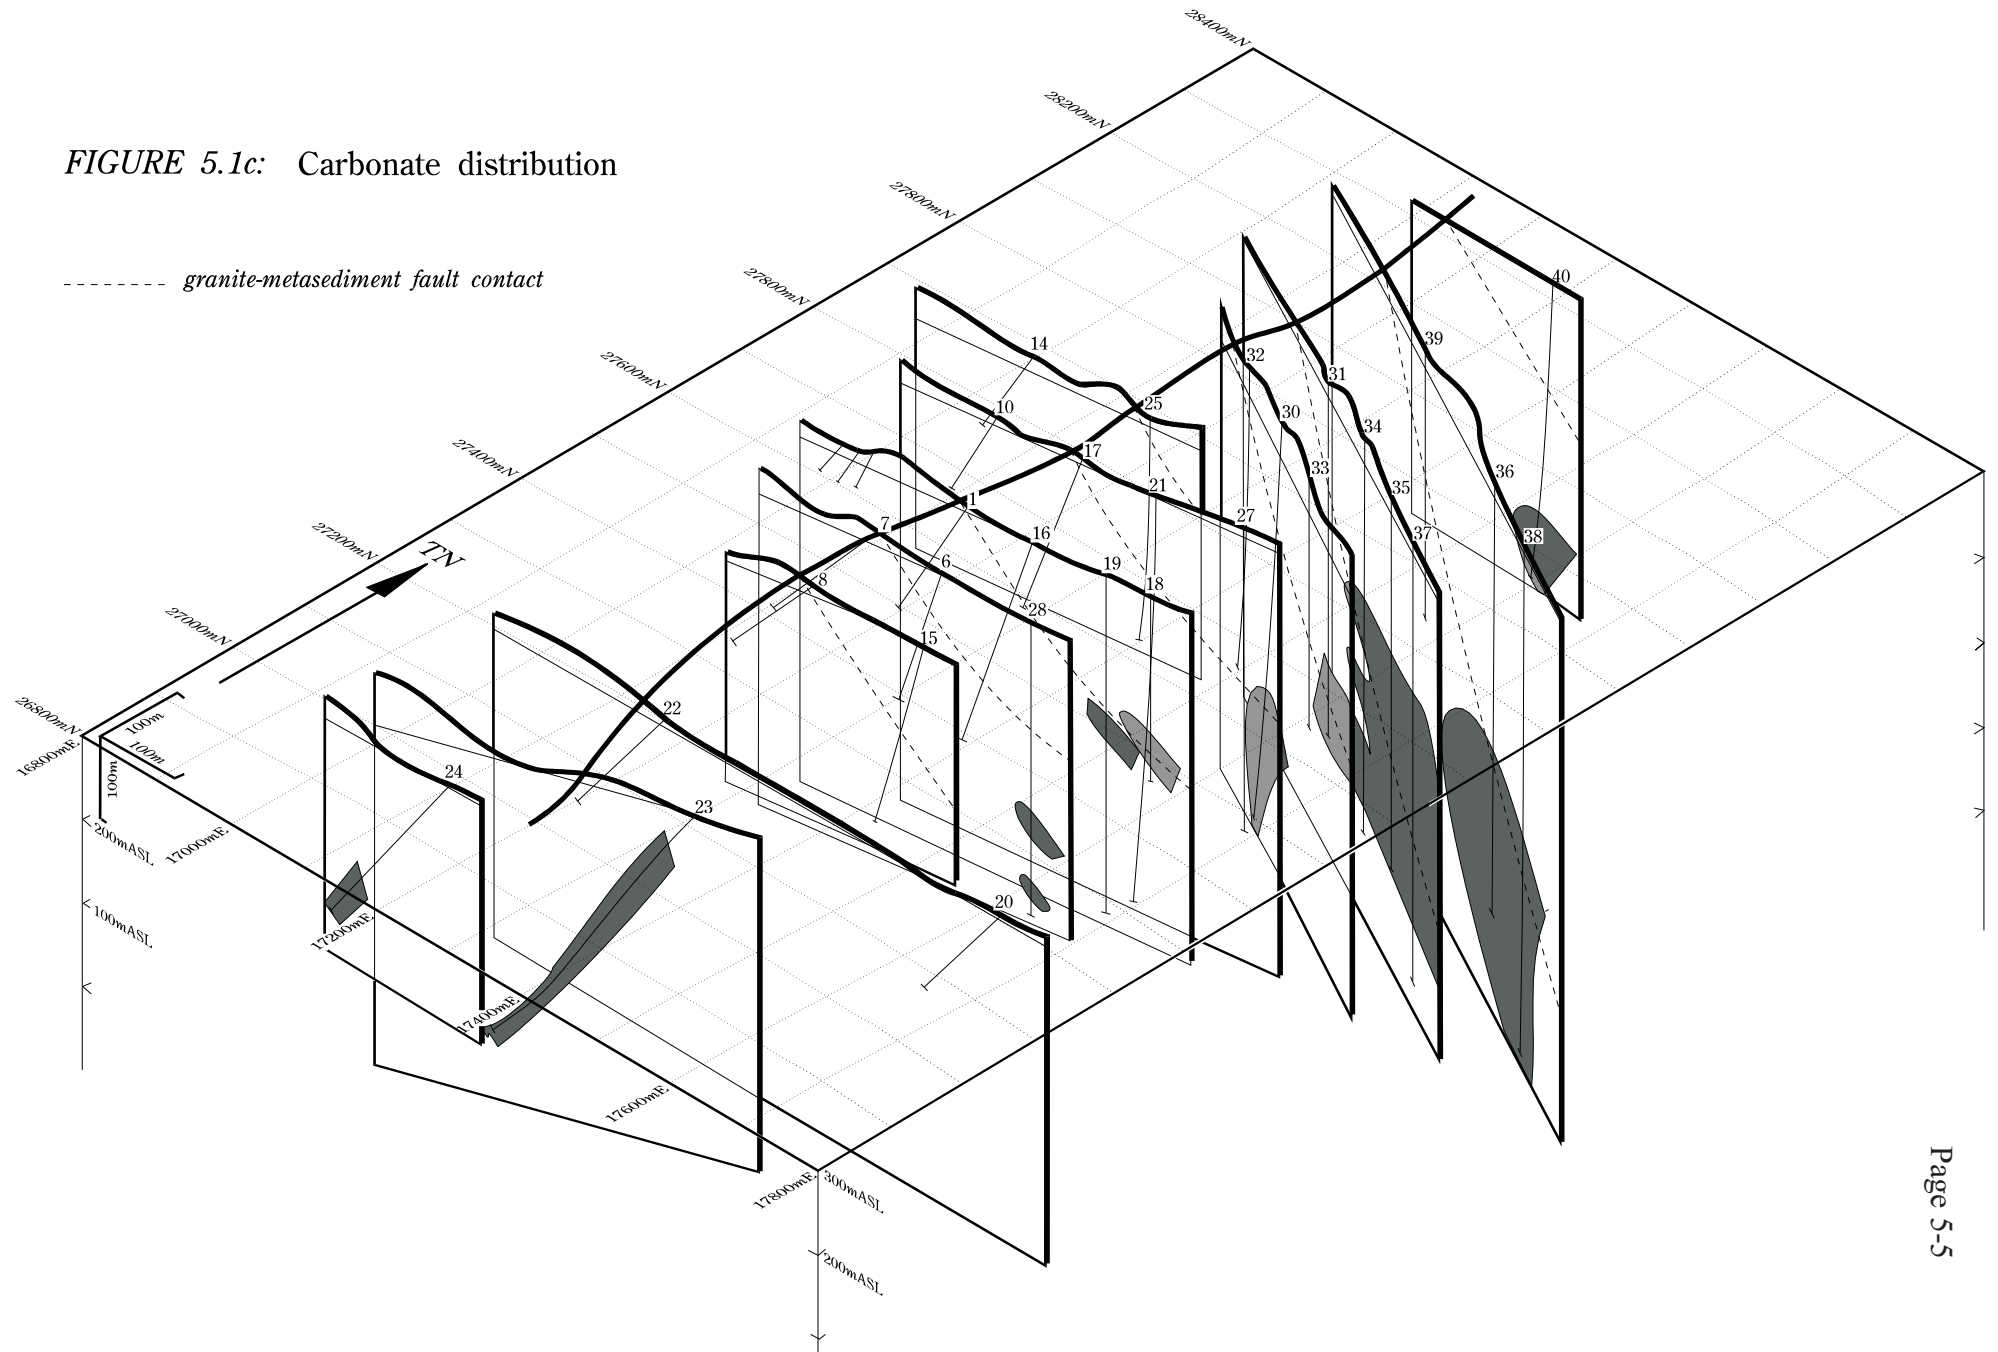 28400mN
28200mN
27800mN
27800mN
27600mN
27400mN
27200mN
27000mN
26800mN
16800mE
FIGURE 5.1c: Carbonate distribution
granite-metasediment fault contact
TN
100m
100m
100m
200mASL
100mASL
17000mE
17200mE
17400mE
17600mE
17800mE
300mASL
200mASL
40
39
14
32
31
25
10
30
34
17
33
36
21
35
1
27
7
16
37
38
6
19
8
18
28
15
22
24
23
20
Page 5-5